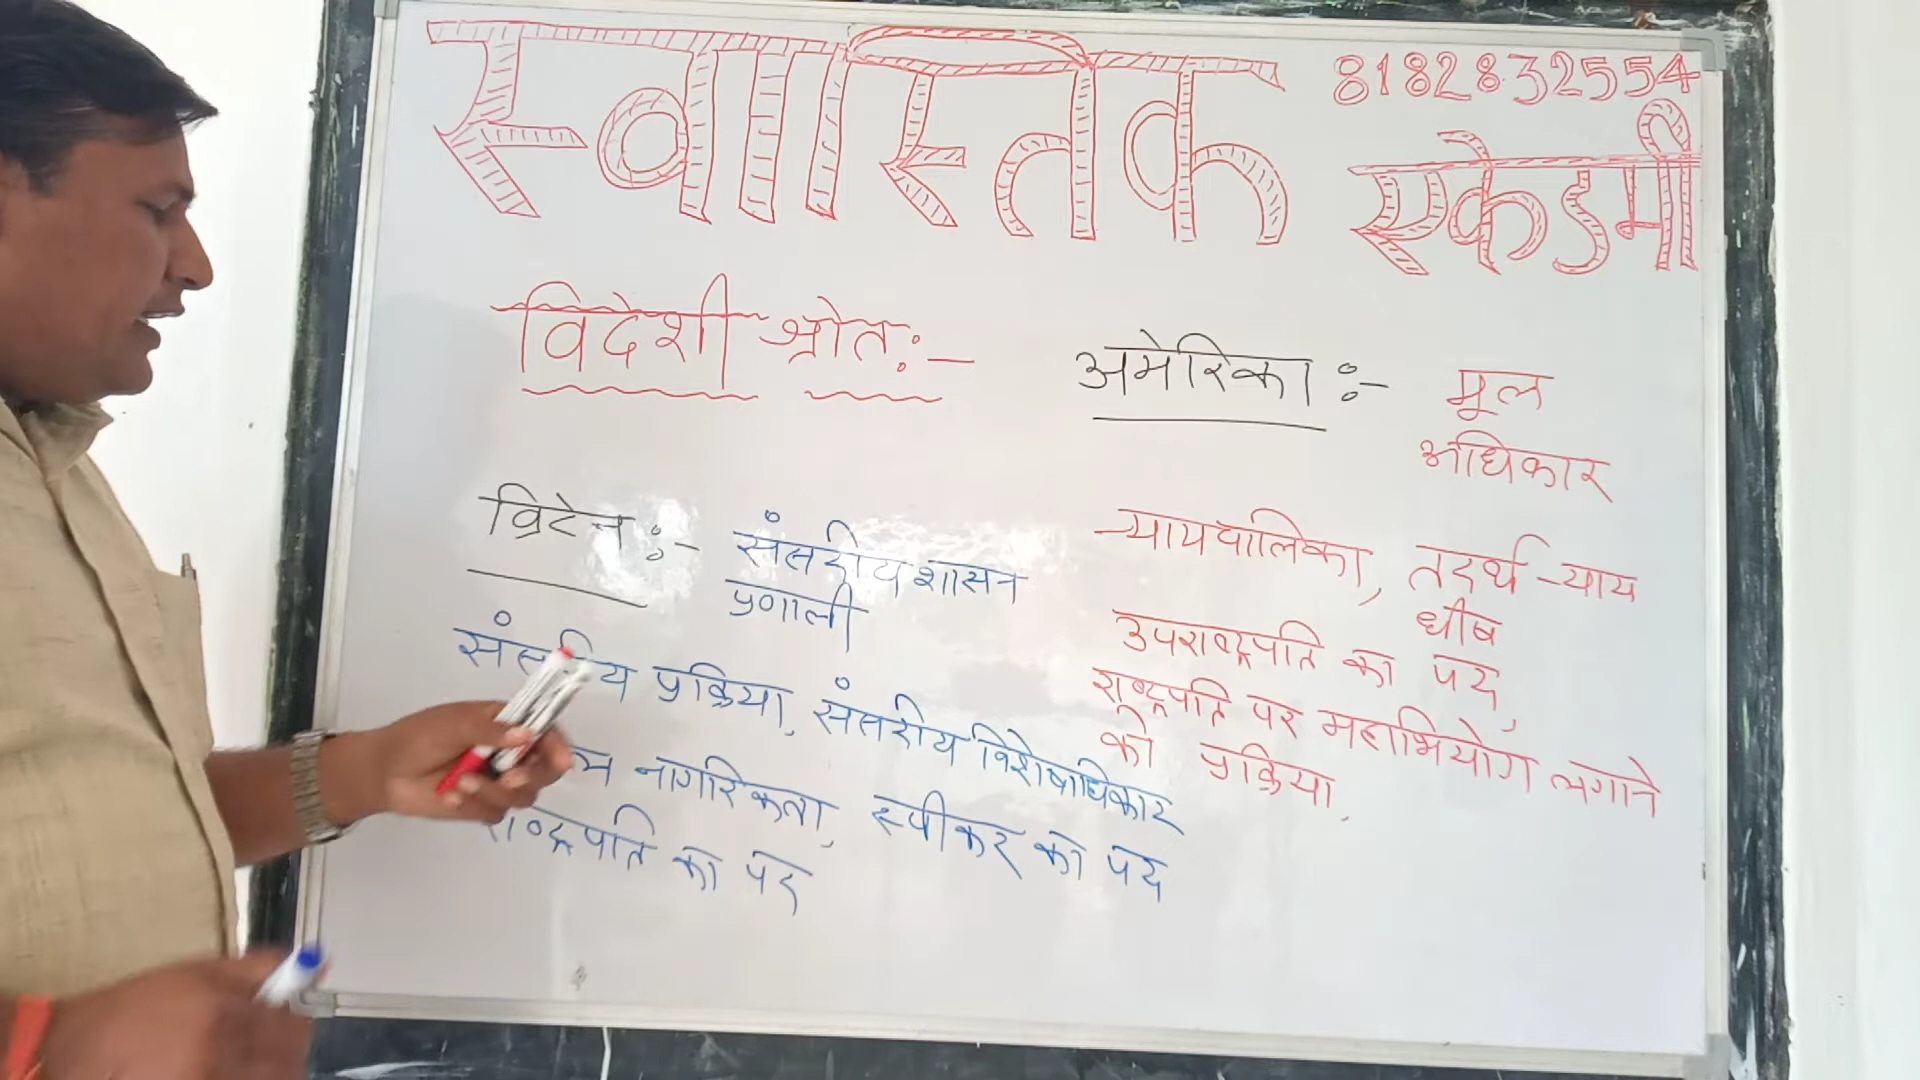 स्वास्तिक
8182832554
एकेडमी
विदेशी श्रोत :-
ब्रिटेन :- संसदीय शासन
प्रणाली
संसदीय प्रक्रिया, संसदीय विशेषाधिकार
नागरिकता, स्पीकर का पद
राष्ट्रपति का पद
अमेरिका :- मूल
अधिकार
न्यायपालिका, तदर्थ न्याय
धीष
उपराष्ट्रपति का पद,
राष्ट्रपति पर महाभियोग लगाने
की प्रक्रिया,